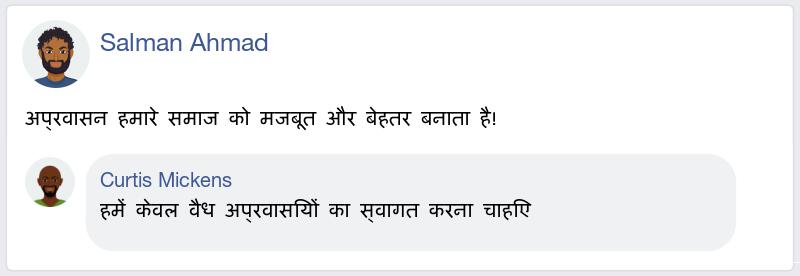 Salman Ahmad
अप्रवासन हमारे समाज को मजबूत और बेहतर बनाता है!
Curtis Mickens
हमें केवल वैध अप्रवासियों का स्वागत करना चाहिए